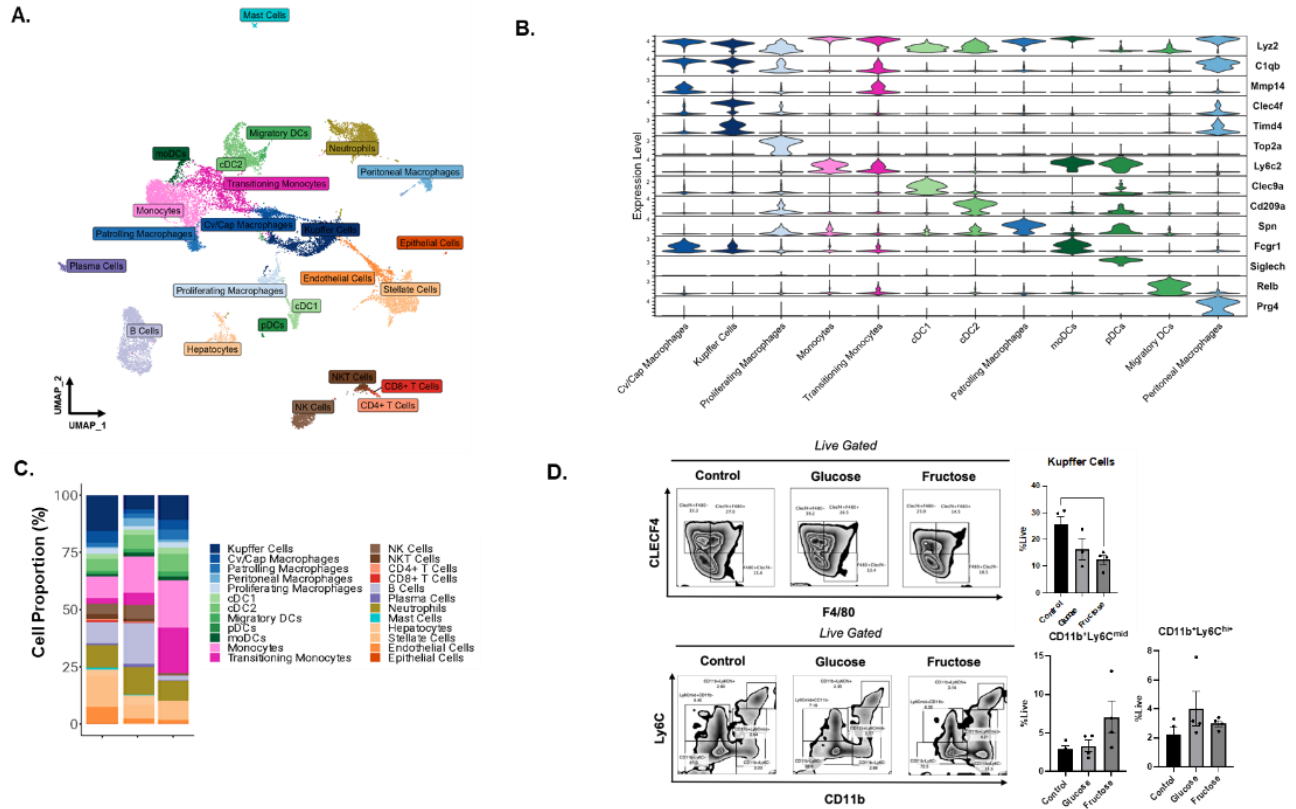 A.
Mast Cells
Migratory DCs
moDCs
cDC2
Neutrophils
Peritoneal Macrophages
Transitioning Monocytes
Monocytes
Cv/Cap Macrophages
Kupffer Cells
Patrolling Macrophages
Epithelial Cells
Plasma Cells
Endothelial Cells
Proliferating Macrophages
Stellate Cells
cDC1
pDCs
B Cells
Hepatocytes
NKT Cells
CD8+ T Cells
NK Cells
CD4+ T Cells
UMAP_2
UMAP_1
B.
Expression Level
Lyz2
C1qb
Mmp14
Clec4f
Timd4
Top2a
Ly6c2
Clec9a
Cd209a
Spn
Fcgr1
Siglech
Relb
Prg4
Cv/Cap Macrophages
Kupffer Cells
Proliferating Macrophages
Monocytes
Transitioning Monocytes
cDC1
cDC2
Patrolling Macrophages
moDCs
pDCs
Migratory DCs
Peritoneal Macrophages
C.
Cell Proportion (%)
100
75
50
25
0
Kupffer Cells
Cv/Cap Macrophages
Patrolling Macrophages
Peritoneal Macrophages
Proliferating Macrophages
cDC1
cDC2
Migratory DCs
pDCs
moDCs
Monocytes
Transitioning Monocytes
NK Cells
NKT Cells
CD4+ T Cells
CD8+ T Cells
B Cells
Plasma Cells
Neutrophils
Mast Cells
Hepatocytes
Stellate Cells
Endothelial Cells
Epithelial Cells
D.
Live Gated
Control Glucose Fructose
CLECF4
F4/80
Kupffer Cells
%Live
40
30
20
10
0
Control
Glucose
Fructose
Live Gated
Control Glucose Fructose
Ly6C
CD11b
CD11b⁺Ly6Cᵐⁱᵈ
%Live
15
10
5
0
Control
Glucose
Fructose
CD11b⁺Ly6Cʰⁱ⁺
%Live
8
6
4
2
0
Control
Glucose
Fructose